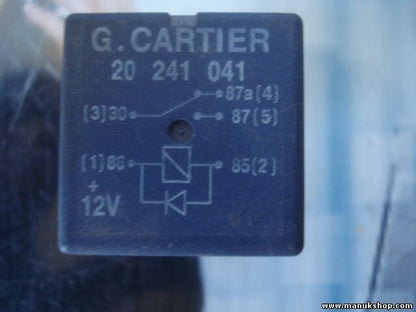 G. CARTIER
20 241 041
87a(4)
(3)30
87(5)
(1)86
85(2)
+
12V
www.manukshop.com